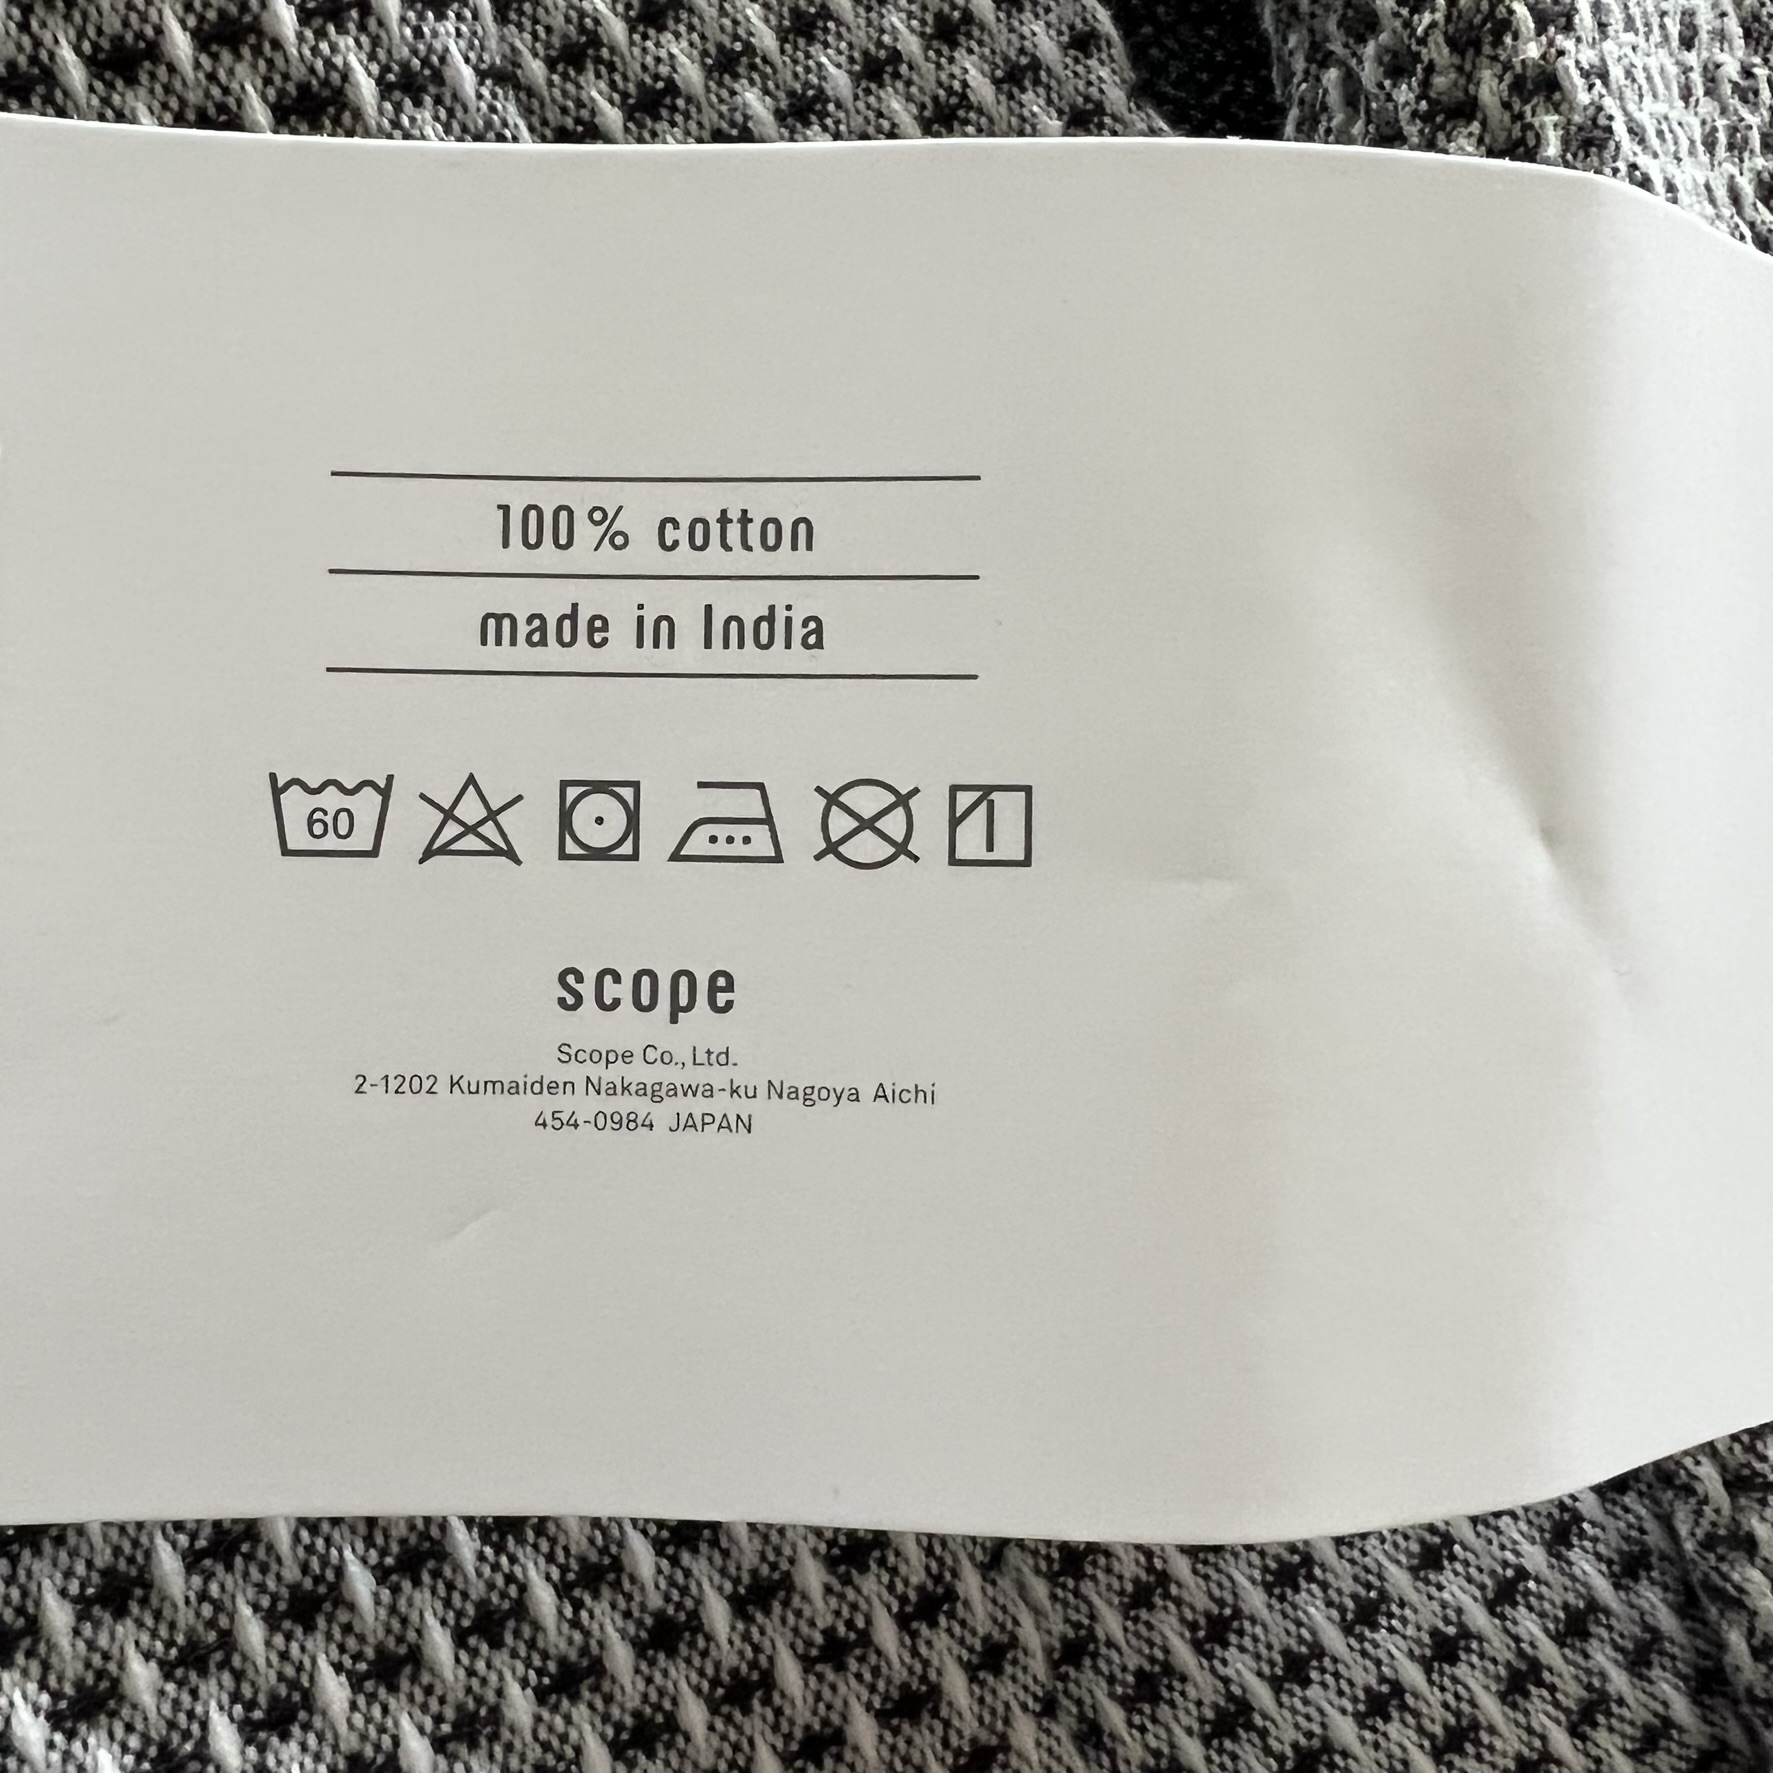 100% cotton
made in India
60
scope
Scope Co., Ltd.
2-1202 Kumaiden Nakagawa-ku Nagoya Aichi
454-0984 JAPAN